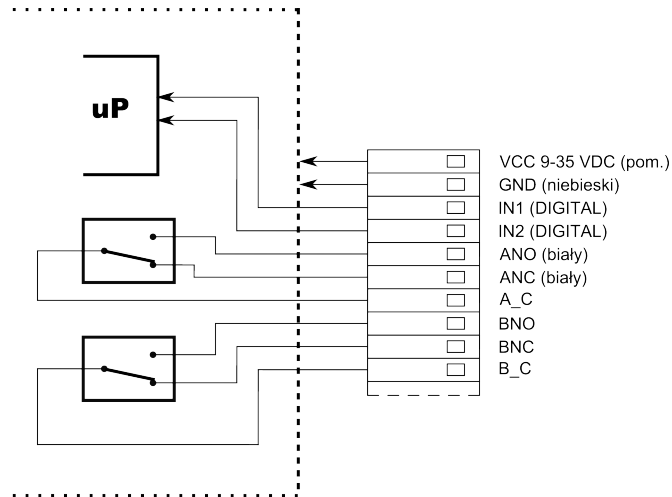 uP
VCC 9-35 VDC (pom.)
GND (niebieski)
IN1 (DIGITAL)
IN2 (DIGITAL)
ANO (biały)
ANC (biały)
A_C
BNO
BNC
B_C